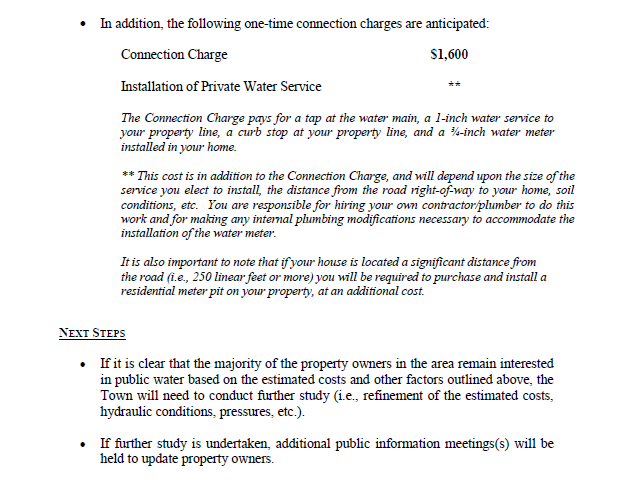 • In addition, the following one-time connection charges are anticipated:
Connection Charge $1,600
Installation of Private Water Service **
The Connection Charge pays for a tap at the water main, a 1-inch water service to
your property line, a curb stop at your property line, and a ¾-inch water meter
installed in your home.
** This cost is in addition to the Connection Charge, and will depend upon the size of the
service you elect to install, the distance from the road right-of-way to your home, soil
conditions, etc. You are responsible for hiring your own contractor/plumber to do this
work and for making any internal plumbing modifications necessary to accommodate the
installation of the water meter.
It is also important to note that if your house is located a significant distance from
the road (i.e., 250 linear feet or more) you will be required to purchase and install a
residential meter pit on your property, at an additional cost.
NEXT STEPS
• If it is clear that the majority of the property owners in the area remain interested
in public water based on the estimated costs and other factors outlined above, the
Town will need to conduct further study (i.e., refinement of the estimated costs,
hydraulic conditions, pressures, etc.).
• If further study is undertaken, additional public information meetings(s) will be
held to update property owners.